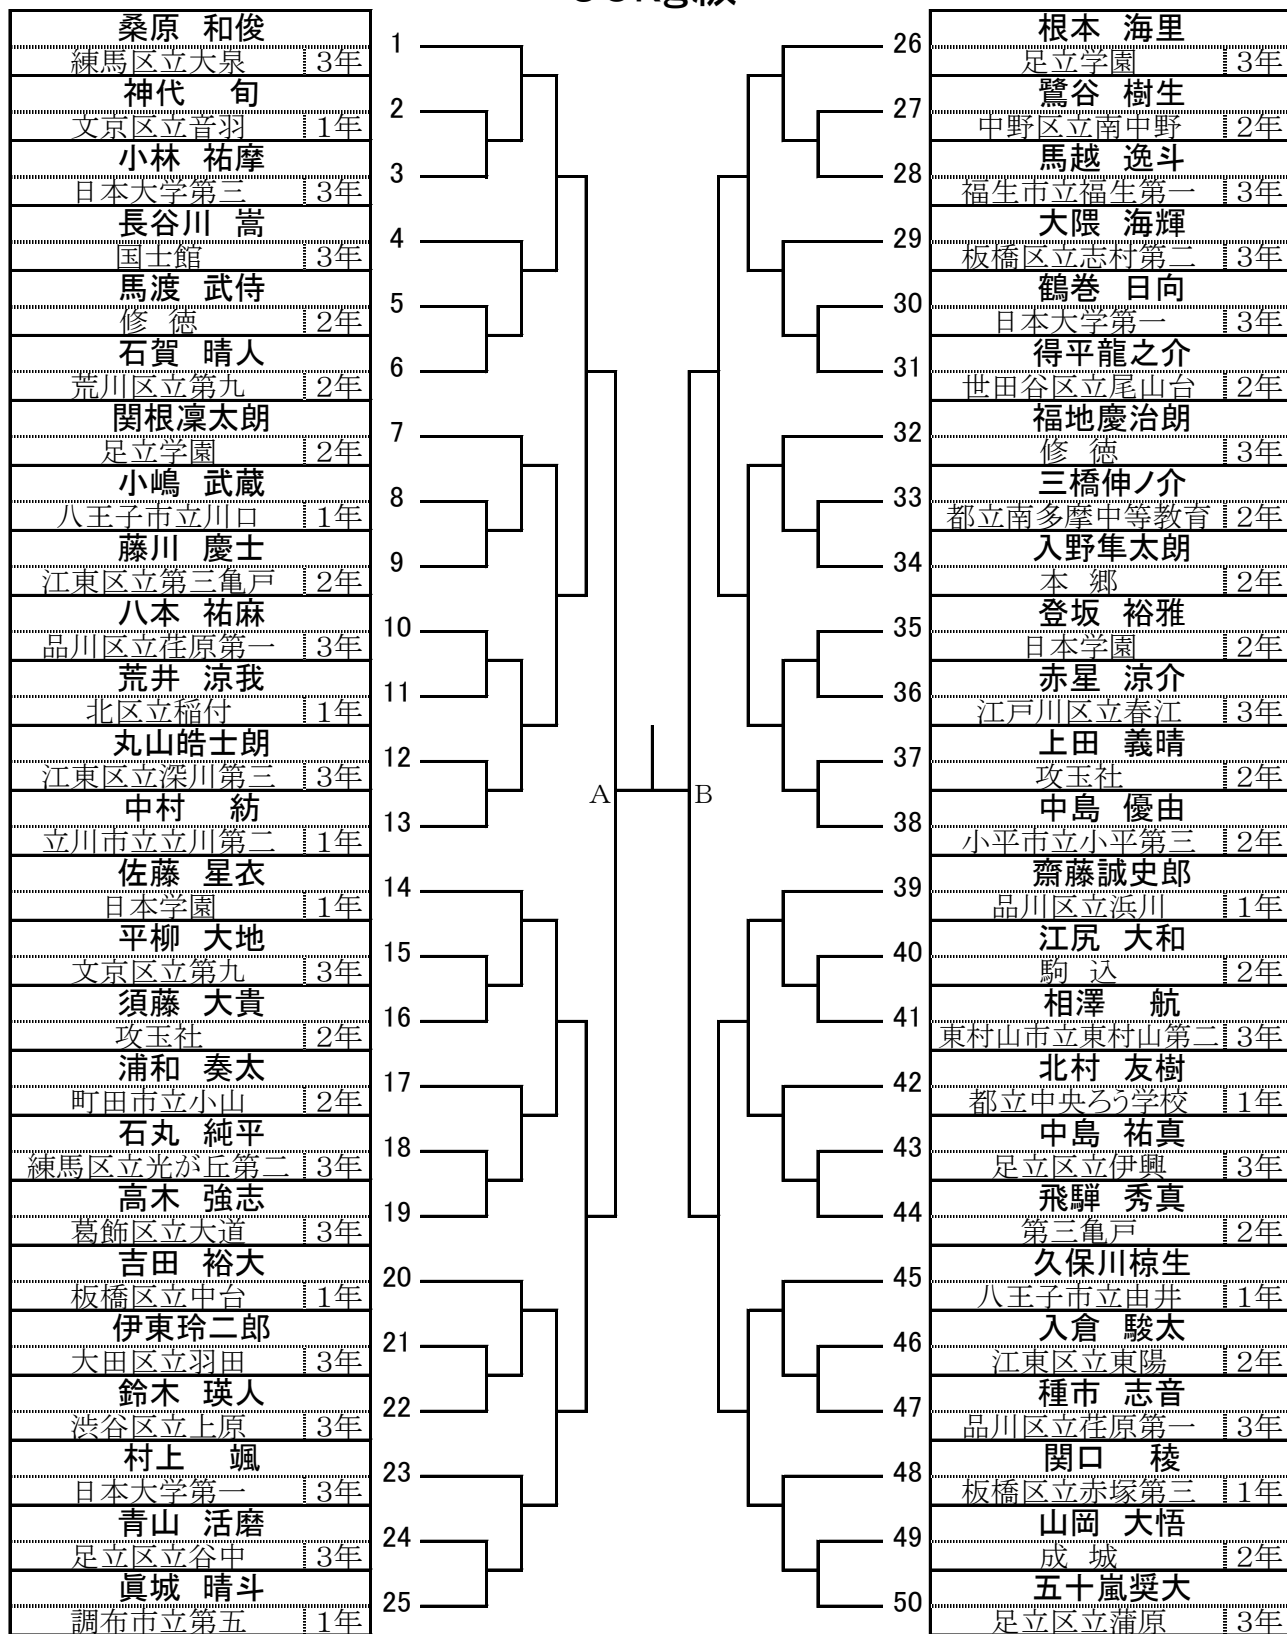 桑原 和俊
練馬区立大泉 3年
1
神代 旬
文京区立音羽 1年
2
小林 祐摩
日本大学第三 3年
3
長谷川 嵩
国士館 3年
4
馬渡 武侍
修 徳 2年
5
石賀 晴人
荒川区立第九 2年
6
関根凜太朗
足立学園 2年
7
小嶋 武蔵
八王子市立川口 1年
8
藤川 慶士
江東区立第三亀戸 2年
9
八本 祐麻
品川区立荏原第一 3年
10
荒井 涼我
北区立稲付 1年
11
丸山皓士朗
江東区立深川第三 3年
12
中村 紡
立川市立立川第二 1年
13
佐藤 星衣
日本学園 1年
14
平柳 大地
文京区立第九 3年
15
須藤 大貴
攻玉社 2年
16
浦和 奏太
町田市立小山 2年
17
石丸 純平
練馬区立光が丘第二 3年
18
高木 強志
葛飾区立大道 3年
19
吉田 裕大
板橋区立中台 1年
20
伊東玲二郎
大田区立羽田 3年
21
鈴木 瑛人
渋谷区立上原 3年
22
村上 颯
日本大学第一 3年
23
青山 活磨
足立区立谷中 3年
24
眞城 晴斗
調布市立第五 1年
25
A
B
26
根本 海里
足立学園 3年
27
鷺谷 樹生
中野区立南中野 2年
28
馬越 逸斗
福生市立福生第一 3年
29
大隈 海輝
板橋区立志村第二 3年
30
鶴巻 日向
日本大学第一 3年
31
得平龍之介
世田谷区立尾山台 2年
32
福地慶治朗
修 徳 3年
33
三橋伸ノ介
都立南多摩中等教育 2年
34
入野隼太朗
本 郷 2年
35
登坂 裕雅
日本学園 2年
36
赤星 涼介
江戸川区立春江 3年
37
上田 義晴
攻玉社 2年
38
中島 優由
小平市立小平第三 2年
39
齋藤誠史郎
品川区立浜川 1年
40
江尻 大和
駒 込 2年
41
相澤 航
東村山市立東村山第二 3年
42
北村 友樹
都立中央ろう学校 1年
43
中島 祐真
足立区立伊興 3年
44
飛騨 秀真
第三亀戸 2年
45
久保川椋生
八王子市立由井 1年
46
入倉 駿太
江東区立東陽 2年
47
種市 志音
品川区立荏原第一 3年
48
関口 稜
板橋区立赤塚第三 1年
49
山岡 大悟
成 城 2年
50
五十嵐奨大
足立区立蒲原 3年